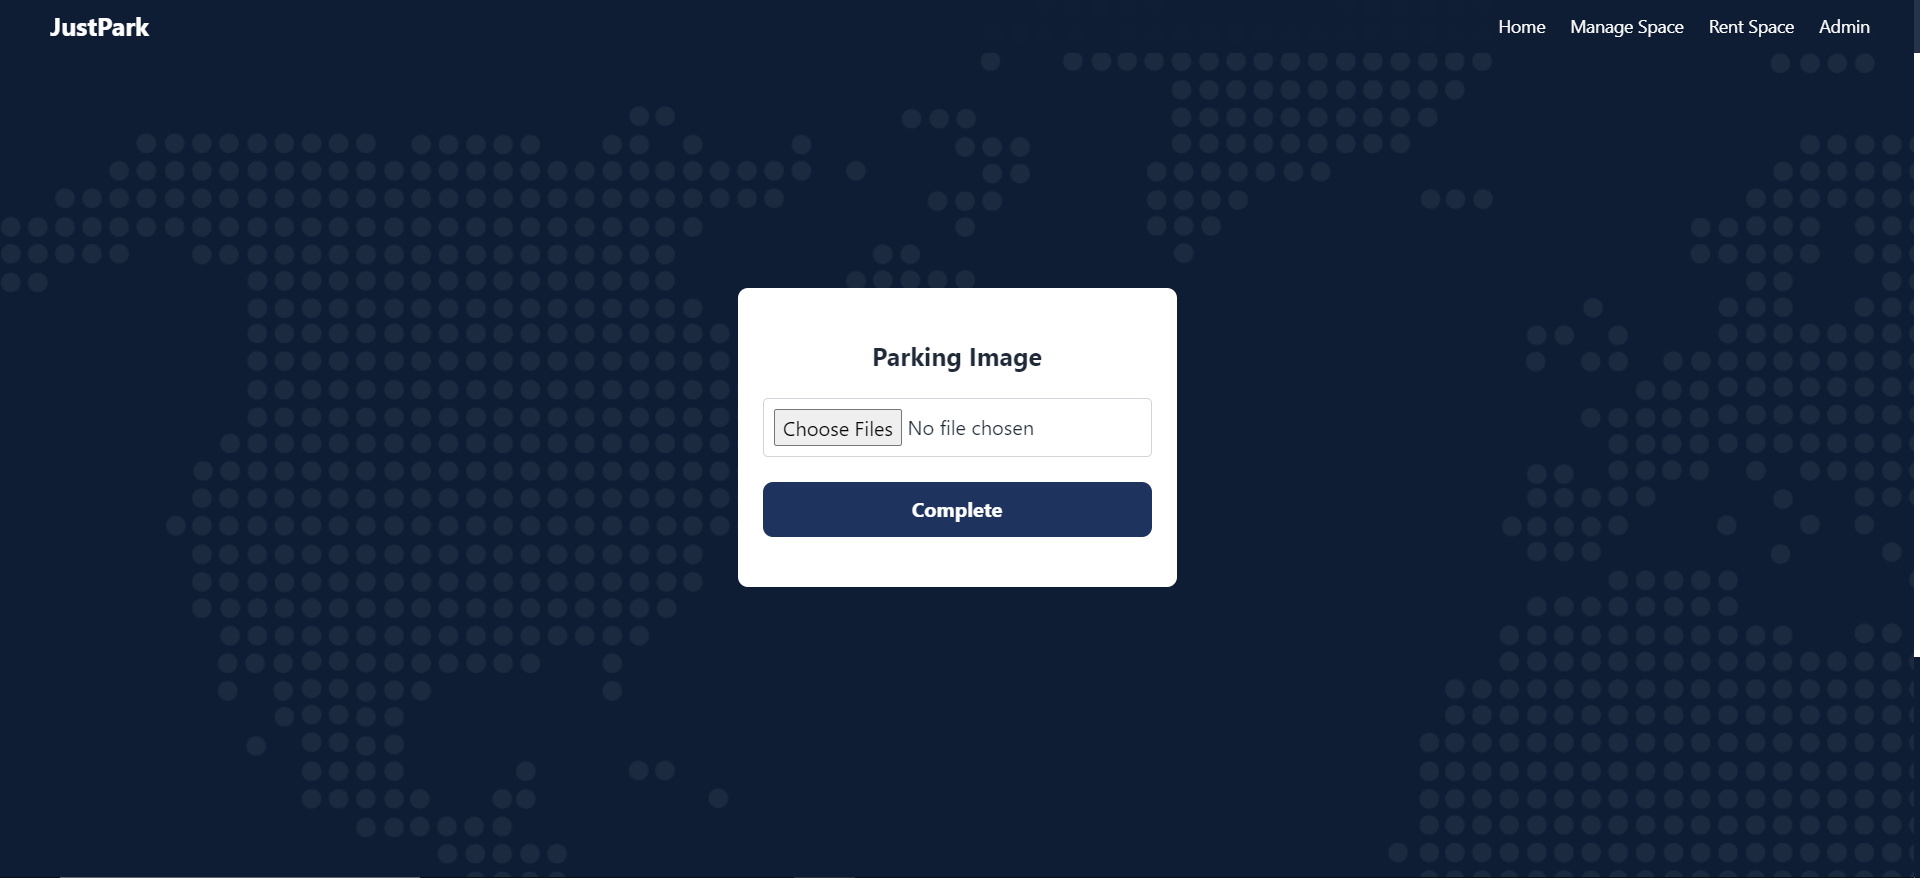 JustPark
Home Manage Space Rent Space Admin
Parking Image
Choose Files No file chosen
Complete